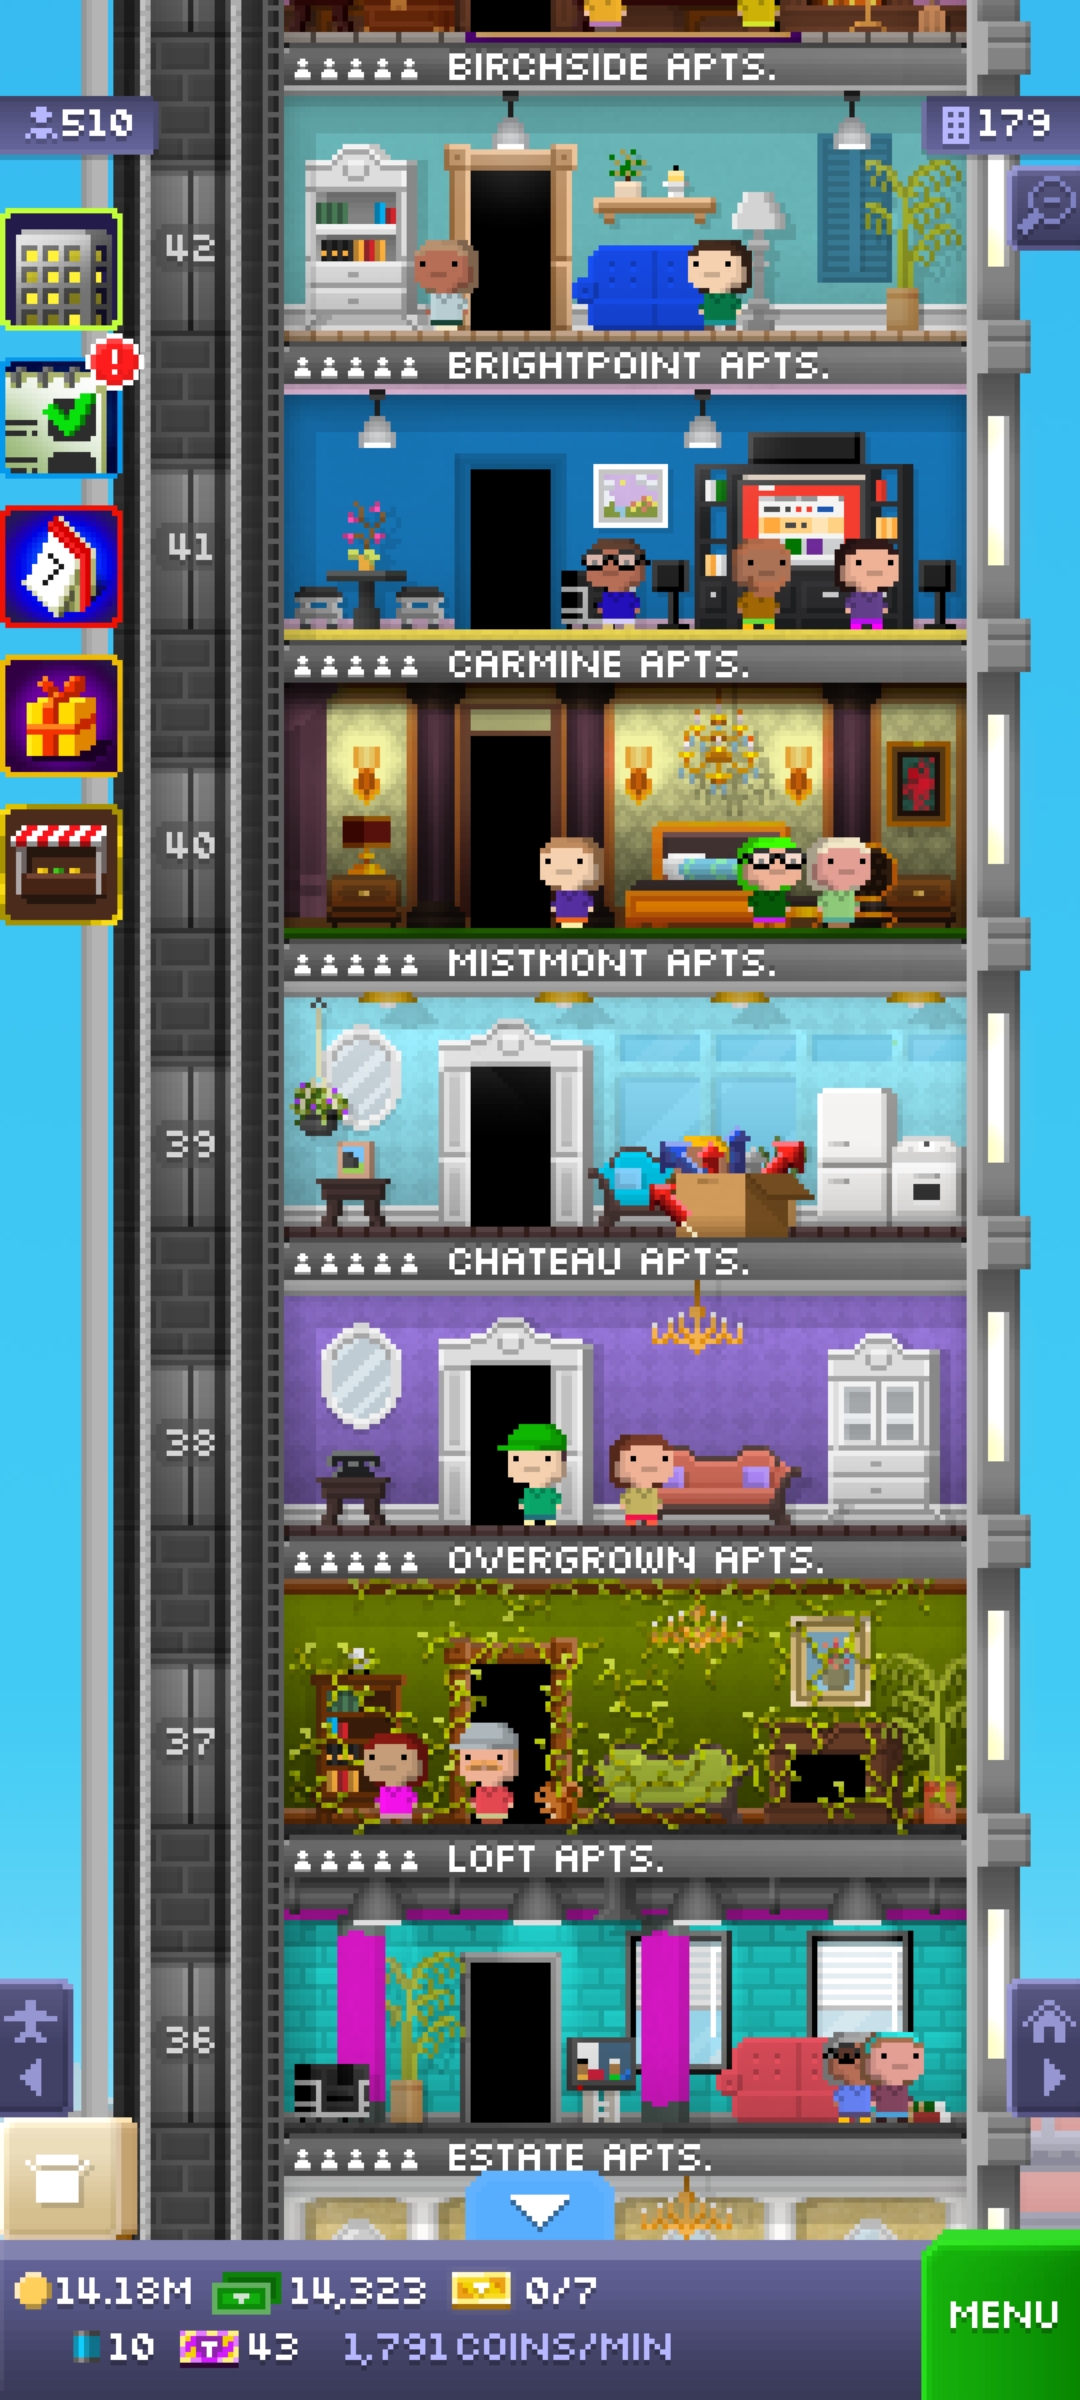 BIRCHSIDE APTS.
510
179
42
BRIGHTPOINT APTS.
!
41
7
CARMINE APTS.
40
MISTMONT APTS.
39
CHATEAU APTS.
38
OVERGROWN APTS.
37
LOFT APTS.
36
ESTATE APTS.
14.18M 14,323 0/7
MENU
10 T 43 1,791 COINS/MIN